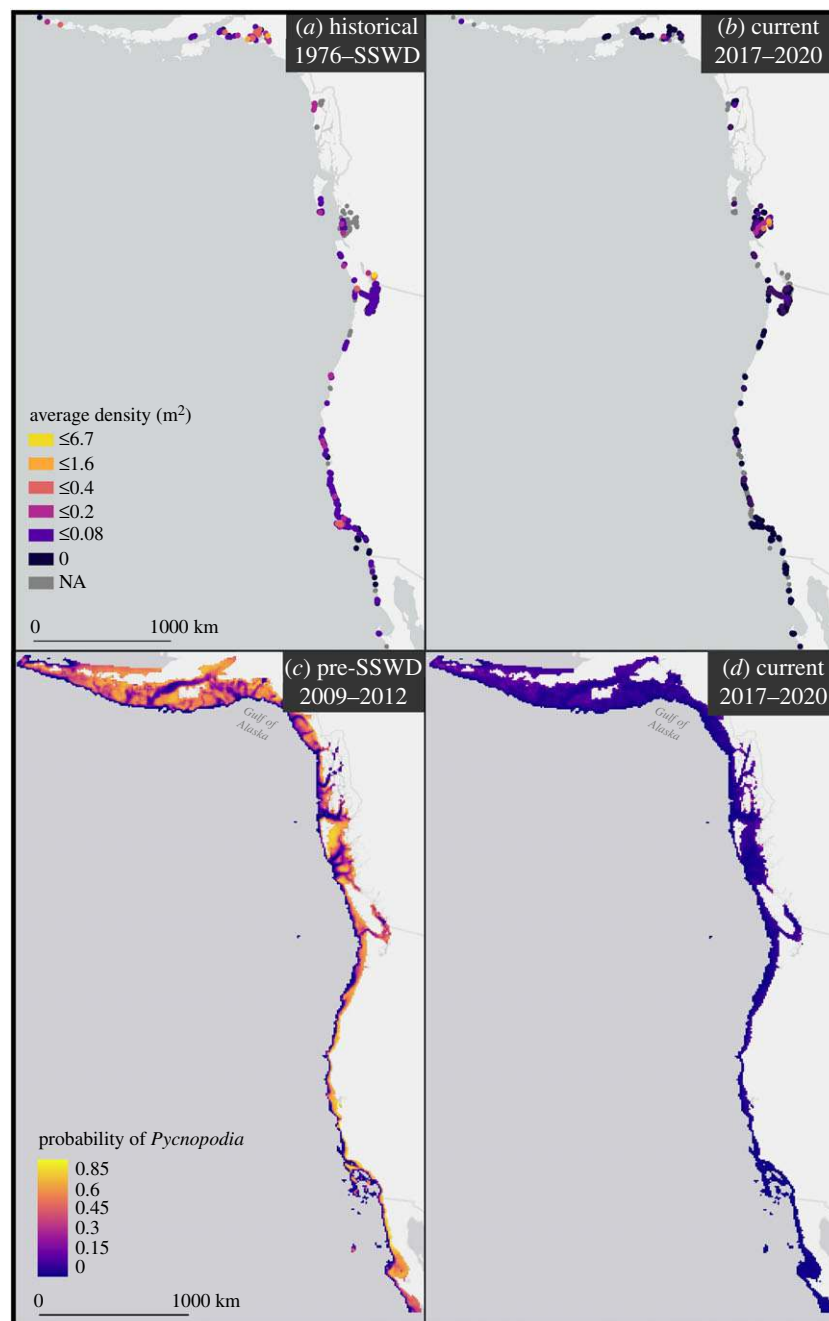 (a) historical
1976–SSWD
(b) current
2017–2020
average density (m²)
≤6.7
≤1.6
≤0.4
≤0.2
≤0.08
0
NA
0 1000 km
(c) pre-SSWD
2009–2012
Gulf of
Alaska
(d) current
2017–2020
Gulf of
Alaska
probability of Pycnopodia
0.85
0.6
0.45
0.3
0.15
0
0 1000 km